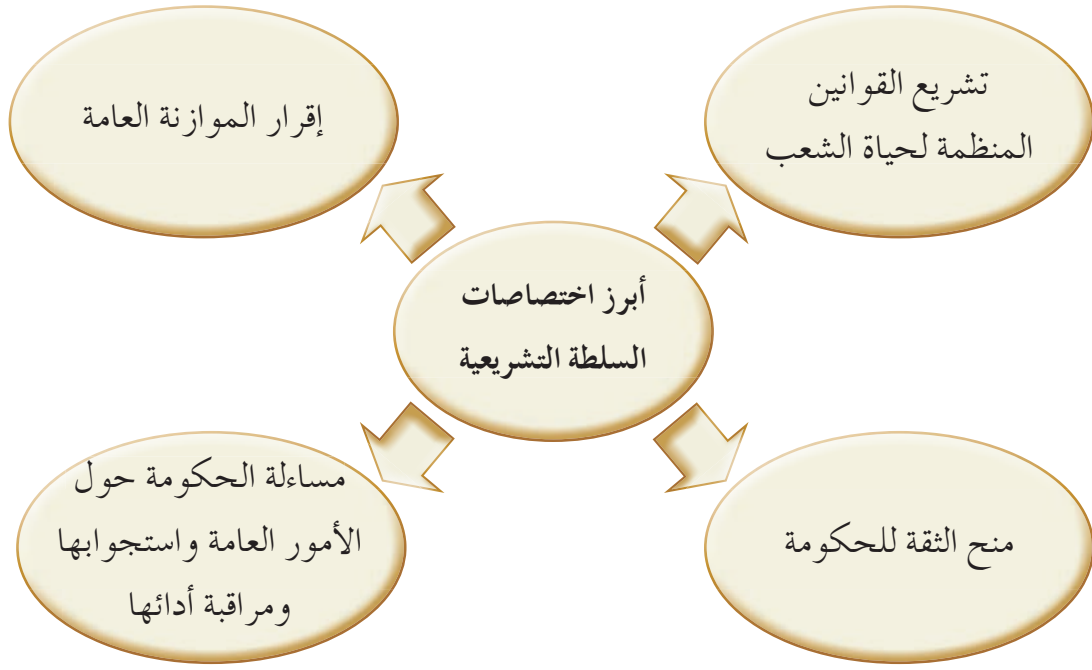 تشريع القوانين
المنظمة لحياة الشعب
إقرار الموازنة العامة
أبرز اختصاصات
السلطة التشريعية
منح الثقة للحكومة
مساءلة الحكومة حول
الأمور العامة واستجوابها
ومراقبة أدائها